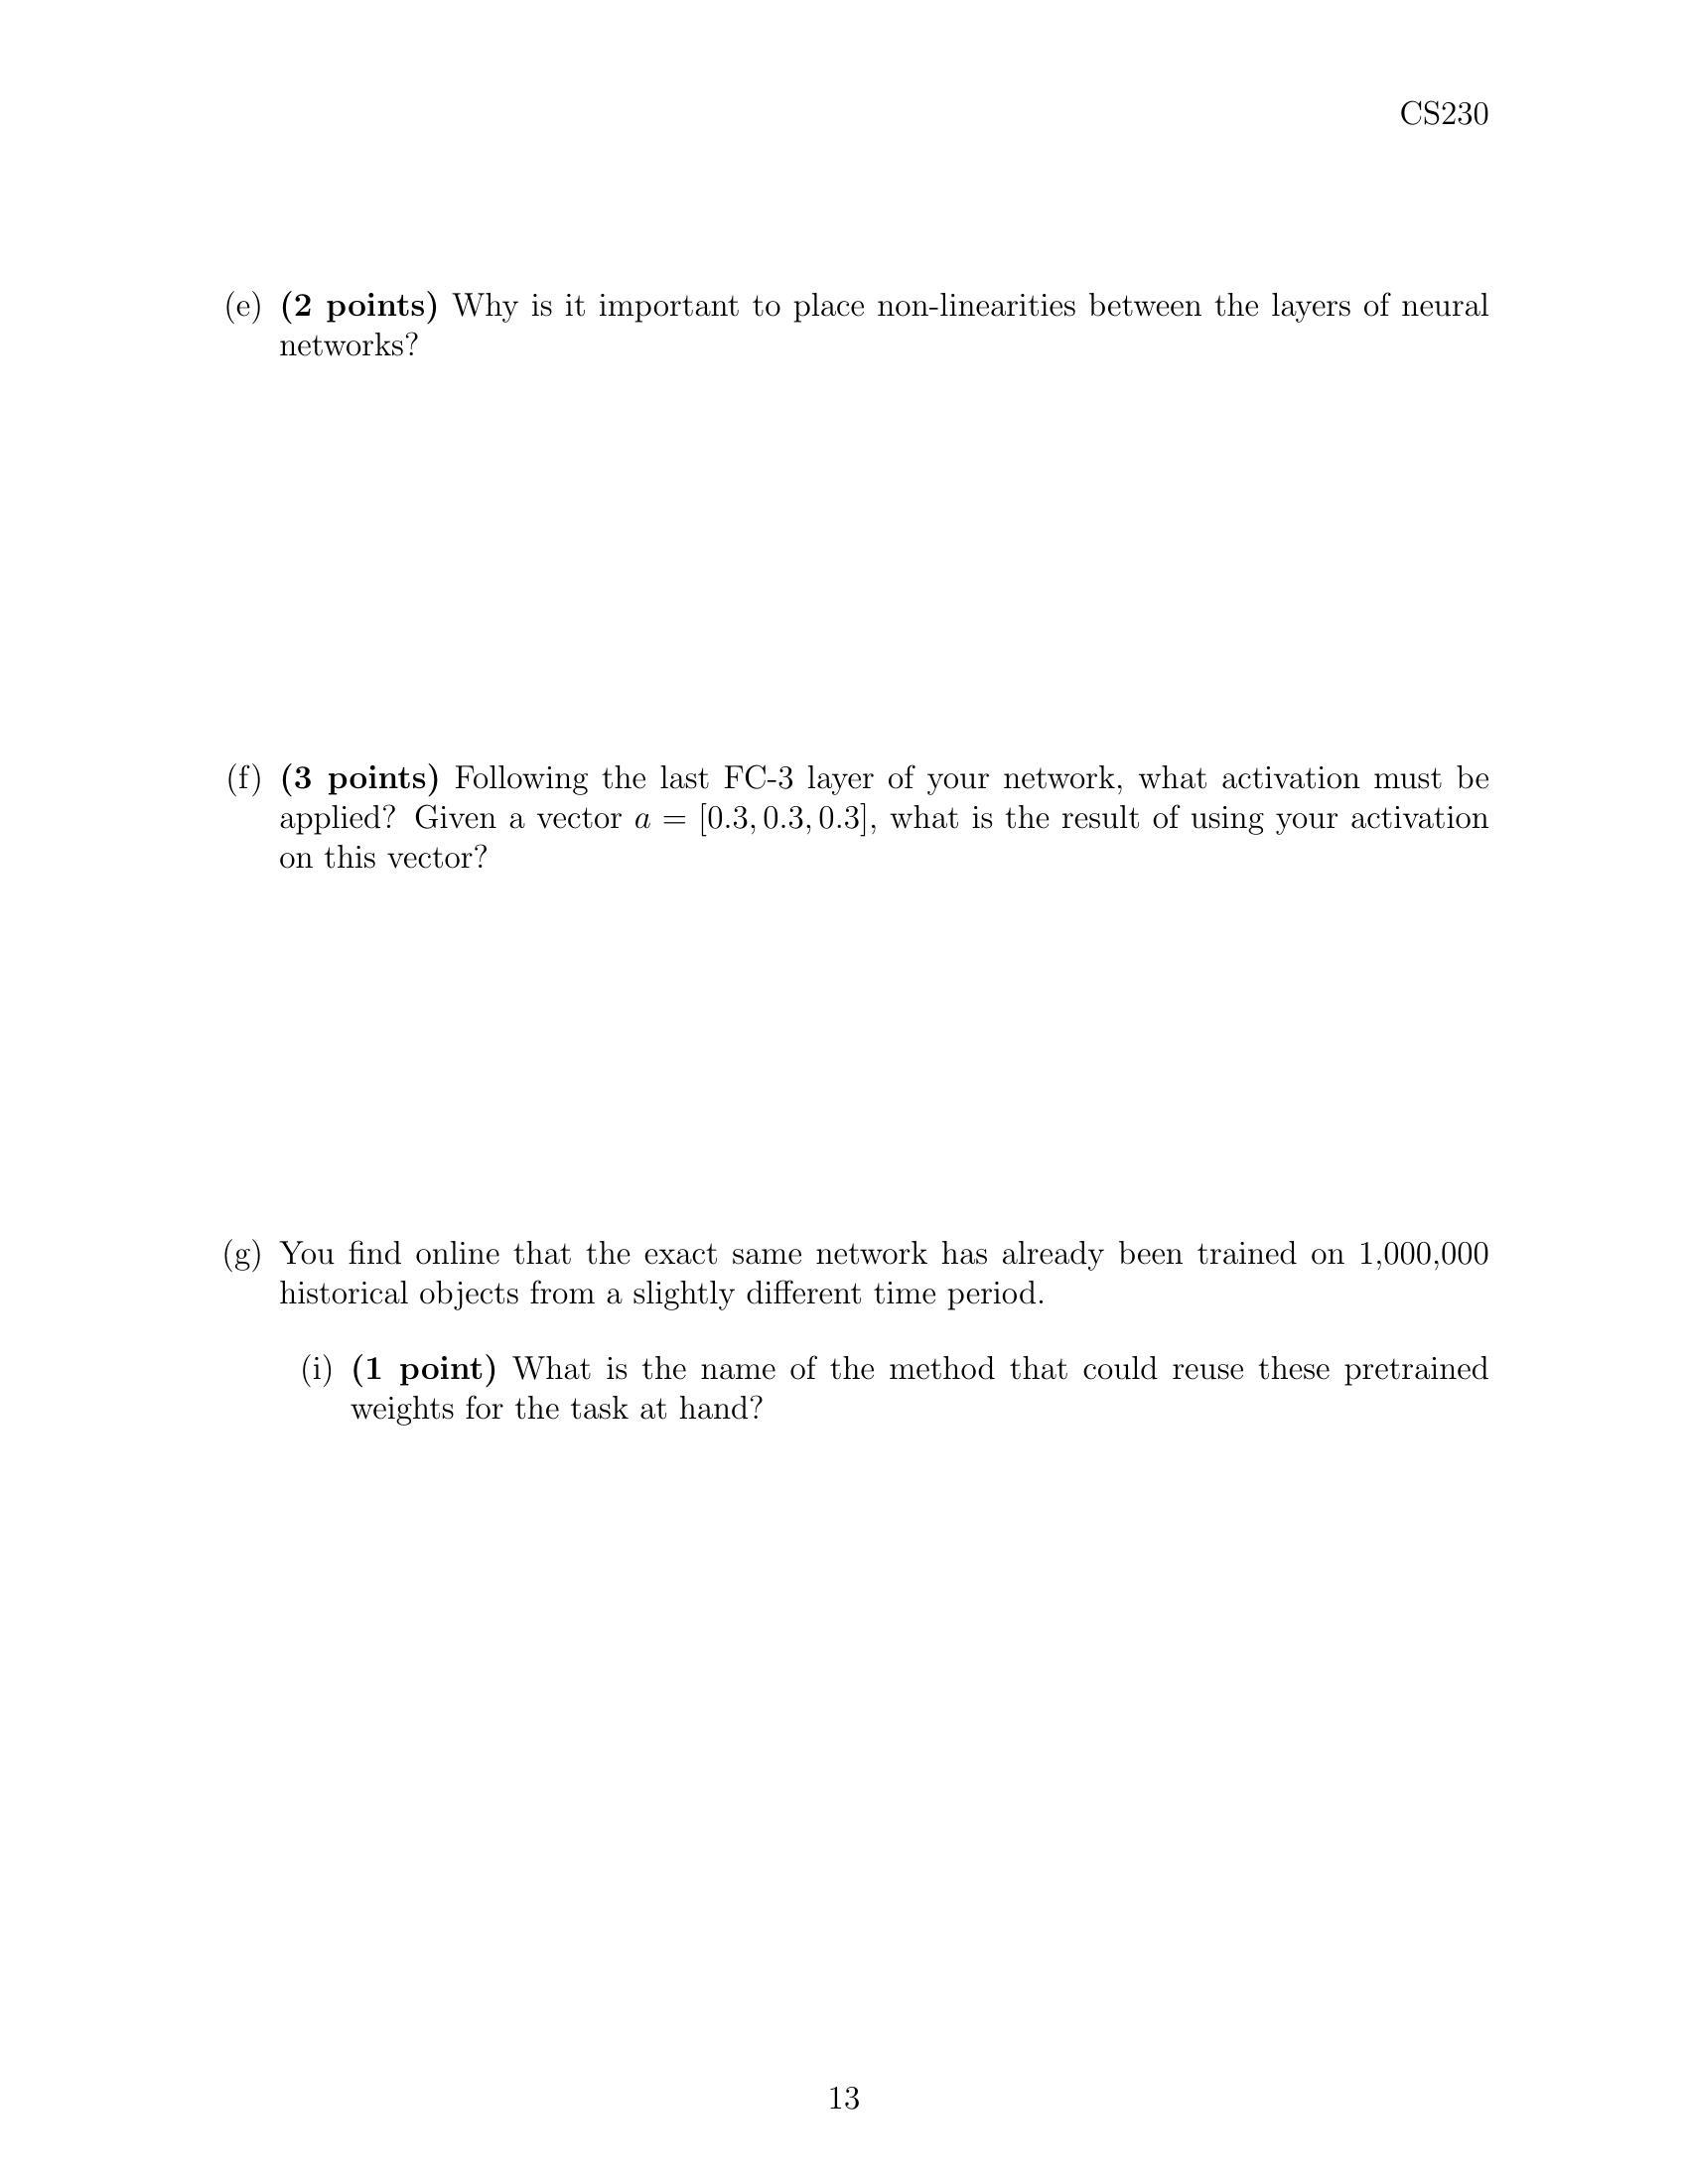 CS230
(e) (2 points) Why is it important to place non-linearities between the layers of neural
networks?
(f) (3 points) Following the last FC-3 layer of your network, what activation must be
applied? Given a vector a = [0.3, 0.3, 0.3], what is the result of using your activation
on this vector?
(g) You find online that the exact same network has already been trained on 1,000,000
historical objects from a slightly different time period.
(i) (1 point) What is the name of the method that could reuse these pretrained
weights for the task at hand?
13